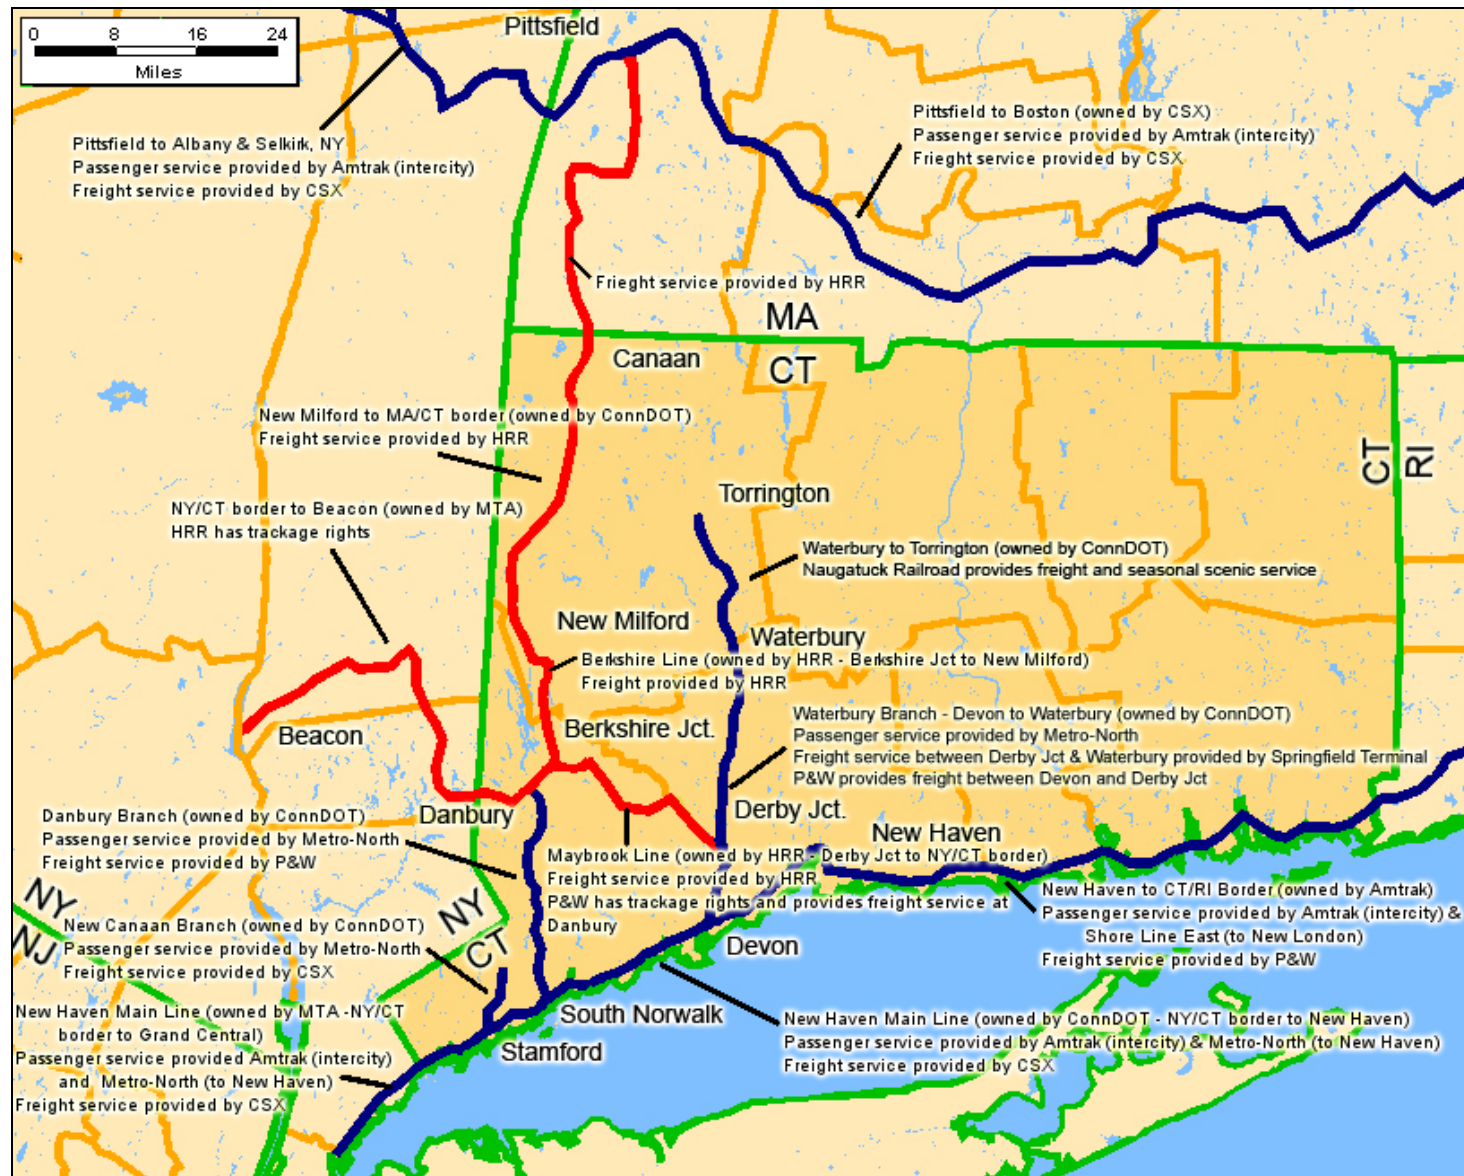 0 8 16 24
Miles
Pittsfield
Pittsfield to Albany & Selkirk, NY
Passenger service provided by Amtrak (intercity)
Freight service provided by CSX
Pittsfield to Boston (owned by CSX)
Passenger service provided by Amtrak (intercity)
Freight service provided by CSX
Frieght service provided by HRR
MA
CT
Canaan
New Milford to MA/CT border (owned by ConnDOT)
Freight service provided by HRR
CT
RI
NY/CT border to Beacon (owned by MTA)
HRR has trackage rights
Torrington
Waterbury to Torrington (owned by ConnDOT)
Naugatuck Railroad provides freight and seasonal scenic service
New Milford
Waterbury
Berkshire Line (owned by HRR - Berkshire Jct to New Milford)
Freight provided by HRR
Beacon
Berkshire Jct.
Waterbury Branch - Devon to Waterbury (owned by ConnDOT)
Passenger service provided by Metro-North
Freight service between Derby Jct & Waterbury provided by Springfield Terminal
P&W provides freight between Devon and Derby Jct
Danbury
Derby Jct.
New Haven
Danbury Branch (owned by ConnDOT)
Passenger service provided by Metro-North
Freight service provided by P&W
Maybrook Line (owned by HRR - Derby Jct to NY/CT border)
Freight service provided by HRR
P&W has trackage rights and provides freight service at
Danbury
New Haven to CT/RI Border (owned by Amtrak)
Passenger service provided by Amtrak (intercity) &
Shore Line East (to New London)
Freight service provided by P&W
NY
NJ
NY
CT
New Canaan Branch (owned by ConnDOT)
Passenger service provided by Metro-North
Freight service provided by CSX
Devon
South Norwalk
Stamford
New Haven Main Line (owned by MTA -NY/CT
border to Grand Central)
Passenger service provided Amtrak (intercity)
and Metro-North (to New Haven)
Freight service provided by CSX
New Haven Main Line (owned by ConnDOT - NY/CT border to New Haven)
Passenger service provided by Amtrak (intercity) & Metro-North (to New Haven)
Freight service provided by CSX